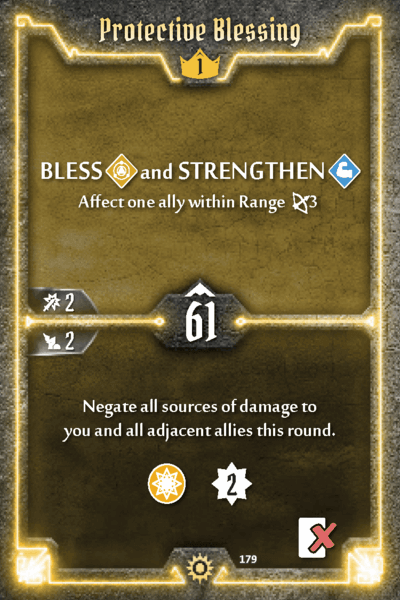 Protective Blessing
1
BLESS and STRENGTHEN
Affect one ally within Range 3
2
61
2
Negate all sources of damage to
you and all adjacent allies this round.
2
179